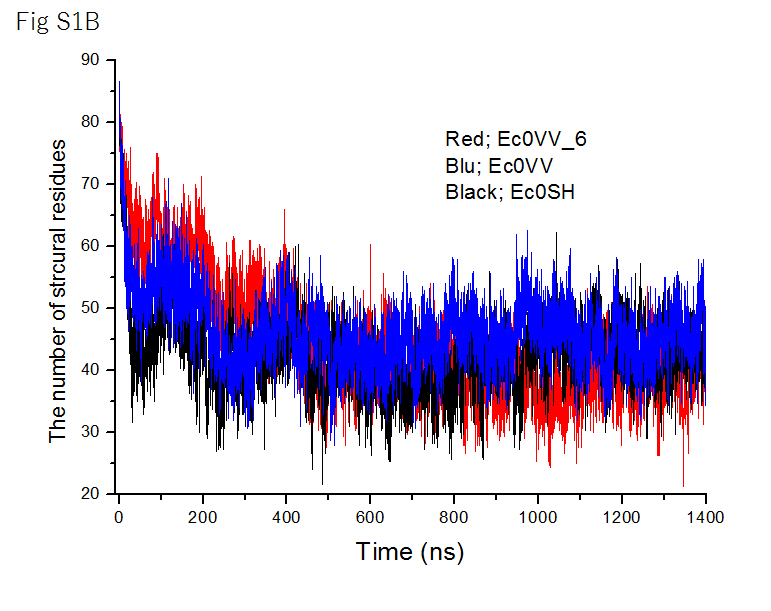 Fig S1B
90
80
70
60
50
40
30
20
The number of strcural residues
Red; Ec0VV_6
Blu; Ec0VV
Black; Ec0SH
0 200 400 600 800 1000 1200 1400
Time (ns)